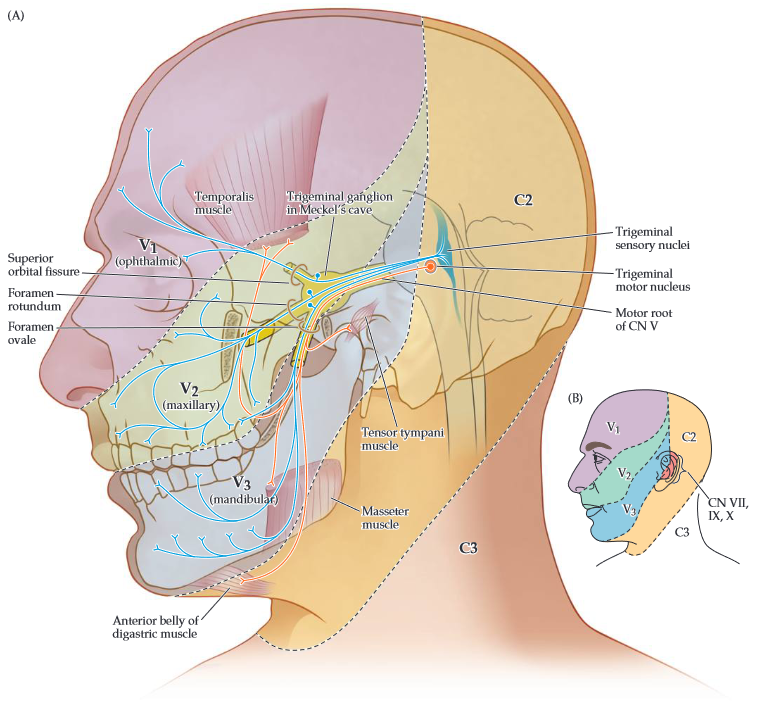 (A)
C2
Temporalis
muscle
Trigeminal ganglion
in Meckel's cave
V1
(ophthalmic)
Superior
orbital fissure
Foramen
rotundum
Foramen
ovale
Trigeminal
sensory nuclei
Trigeminal
motor nucleus
Motor root
of CN V
V2
(maxillary)
Tensor tympani
muscle
V3
(mandibular)
Masseter
muscle
C3
Anterior belly of
digastric muscle
(B)
V1
C2
V2
V3
CN VII,
IX, X
C3